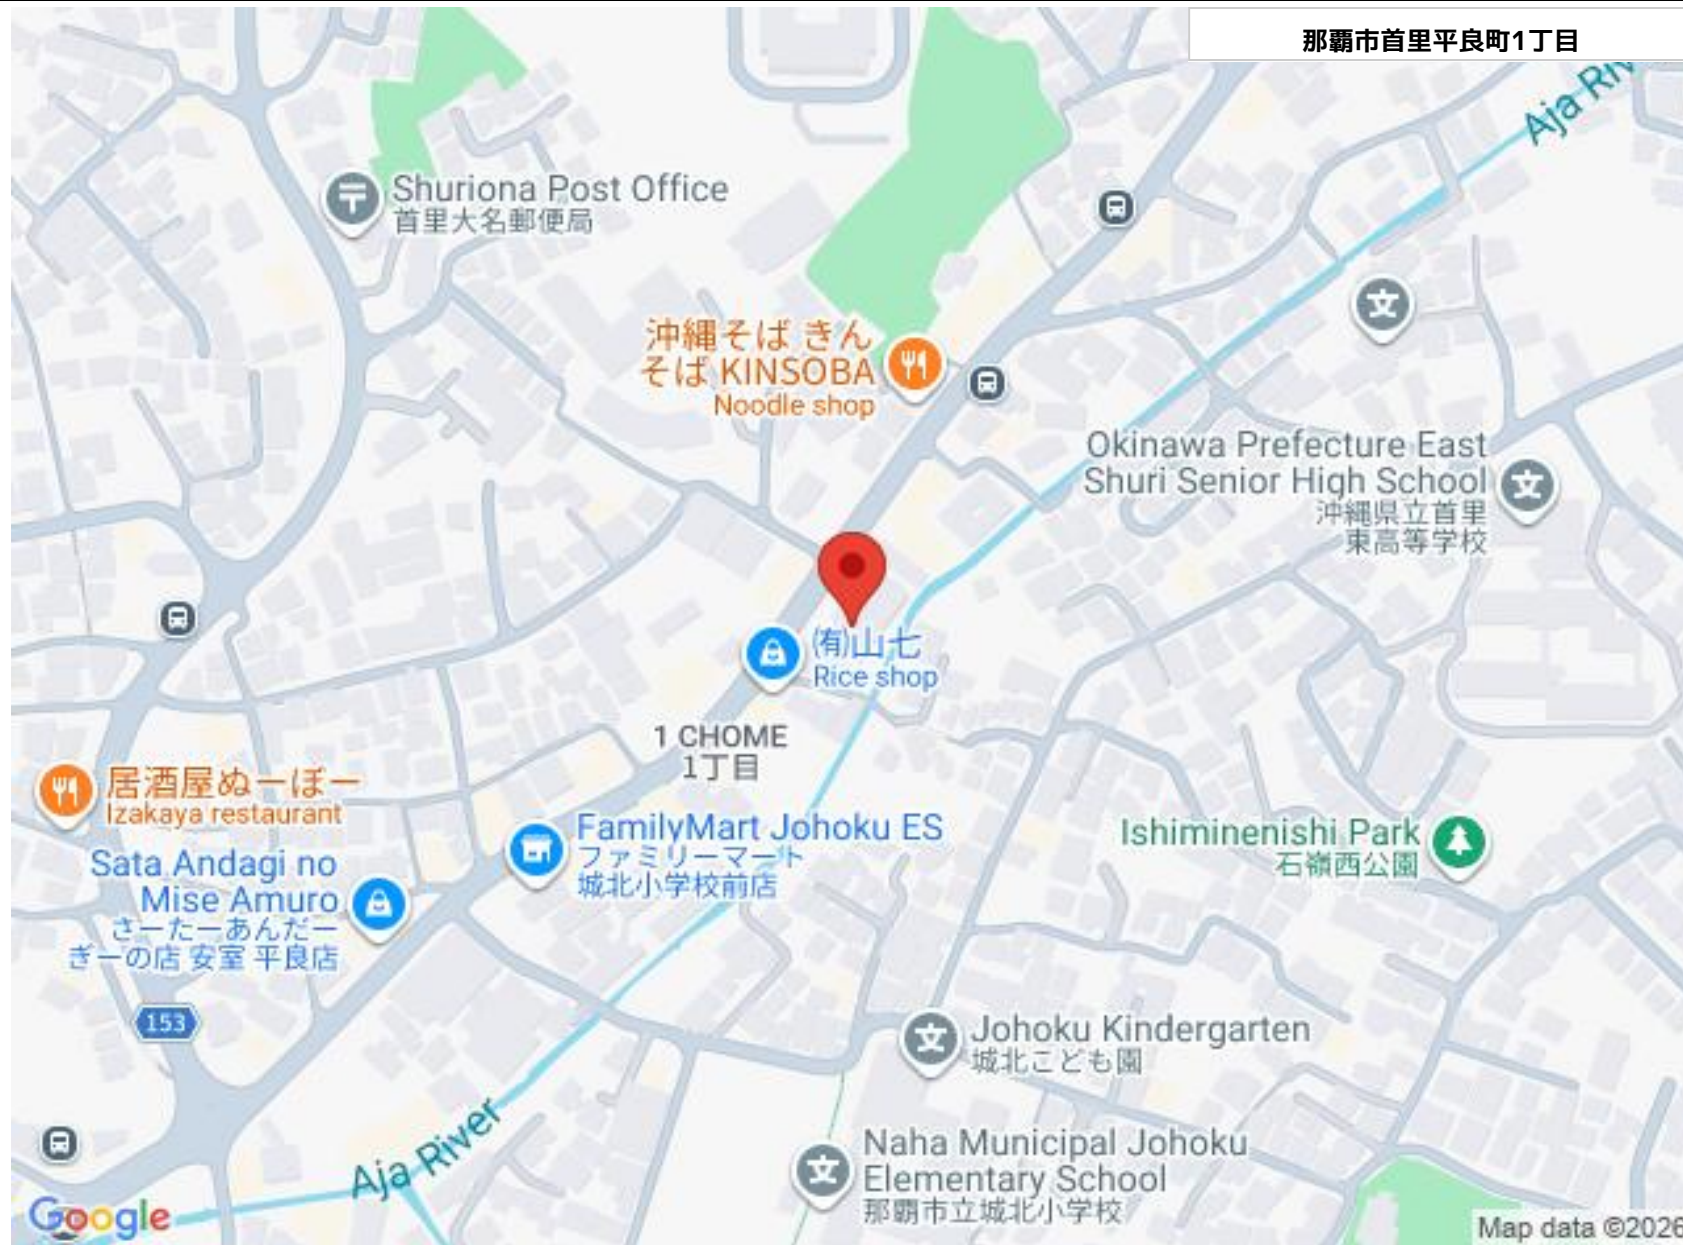 那覇市首里平良町1丁目
Aja Riv
Shuriona Post Office
首里大名郵便局
沖縄そば きん
そば KINSOBA
Noodle shop
Okinawa Prefecture East
Shuri Senior High School
沖縄県立首里
東高等学校
㈲山七
Rice shop
1 CHOME
1丁目
居酒屋ぬーぼー
Izakaya restaurant
FamilyMart Johoku ES
ファミリーマート
城北小学校前店
Ishiminenishi Park
石嶺西公園
Sata Andagi no
Mise Amuro
さーたーあんだー
ぎーの店 安室 平良店
153
Johoku Kindergarten
城北こども園
Aja River
Naha Municipal Johoku
Elementary School
那覇市立城北小学校
Google
Map data ©2026